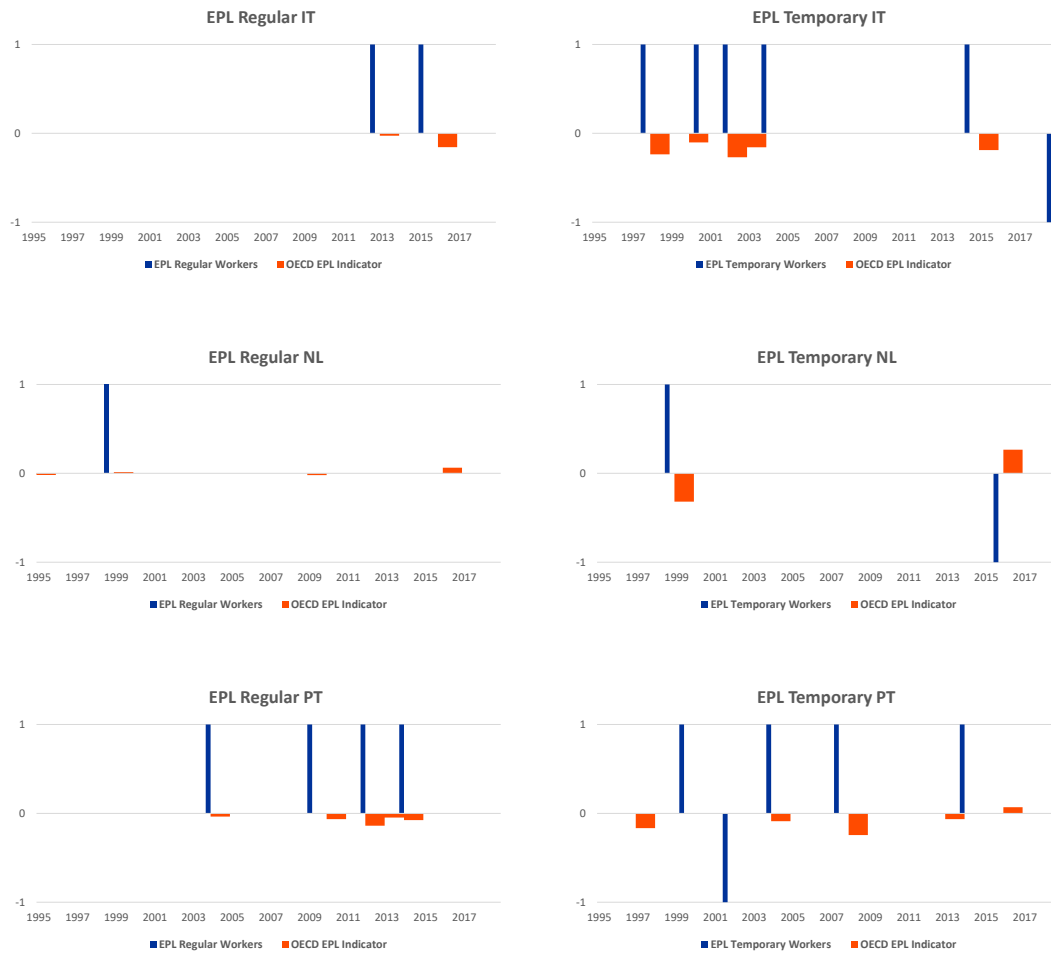 EPL Regular IT
1
0
-1
1995 1997 1999 2001 2003 2005 2007 2009 2011 2013 2015 2017
EPL Regular Workers OECD EPL Indicator
EPL Temporary IT
1
0
-1
1995 1997 1999 2001 2003 2005 2007 2009 2011 2013 2015 2017
EPL Temporary Workers OECD EPL Indicator
EPL Regular NL
1
0
-1
1995 1997 1999 2001 2003 2005 2007 2009 2011 2013 2015 2017
EPL Regular Workers OECD EPL Indicator
EPL Temporary NL
1
0
-1
1995 1997 1999 2001 2003 2005 2007 2009 2011 2013 2015 2017
EPL Temporary Workers OECD EPL Indicator
EPL Regular PT
1
0
-1
1995 1997 1999 2001 2003 2005 2007 2009 2011 2013 2015 2017
EPL Regular Workers OECD EPL Indicator
EPL Temporary PT
1
0
-1
1995 1997 1999 2001 2003 2005 2007 2009 2011 2013 2015 2017
EPL Temporary Workers OECD EPL Indicator